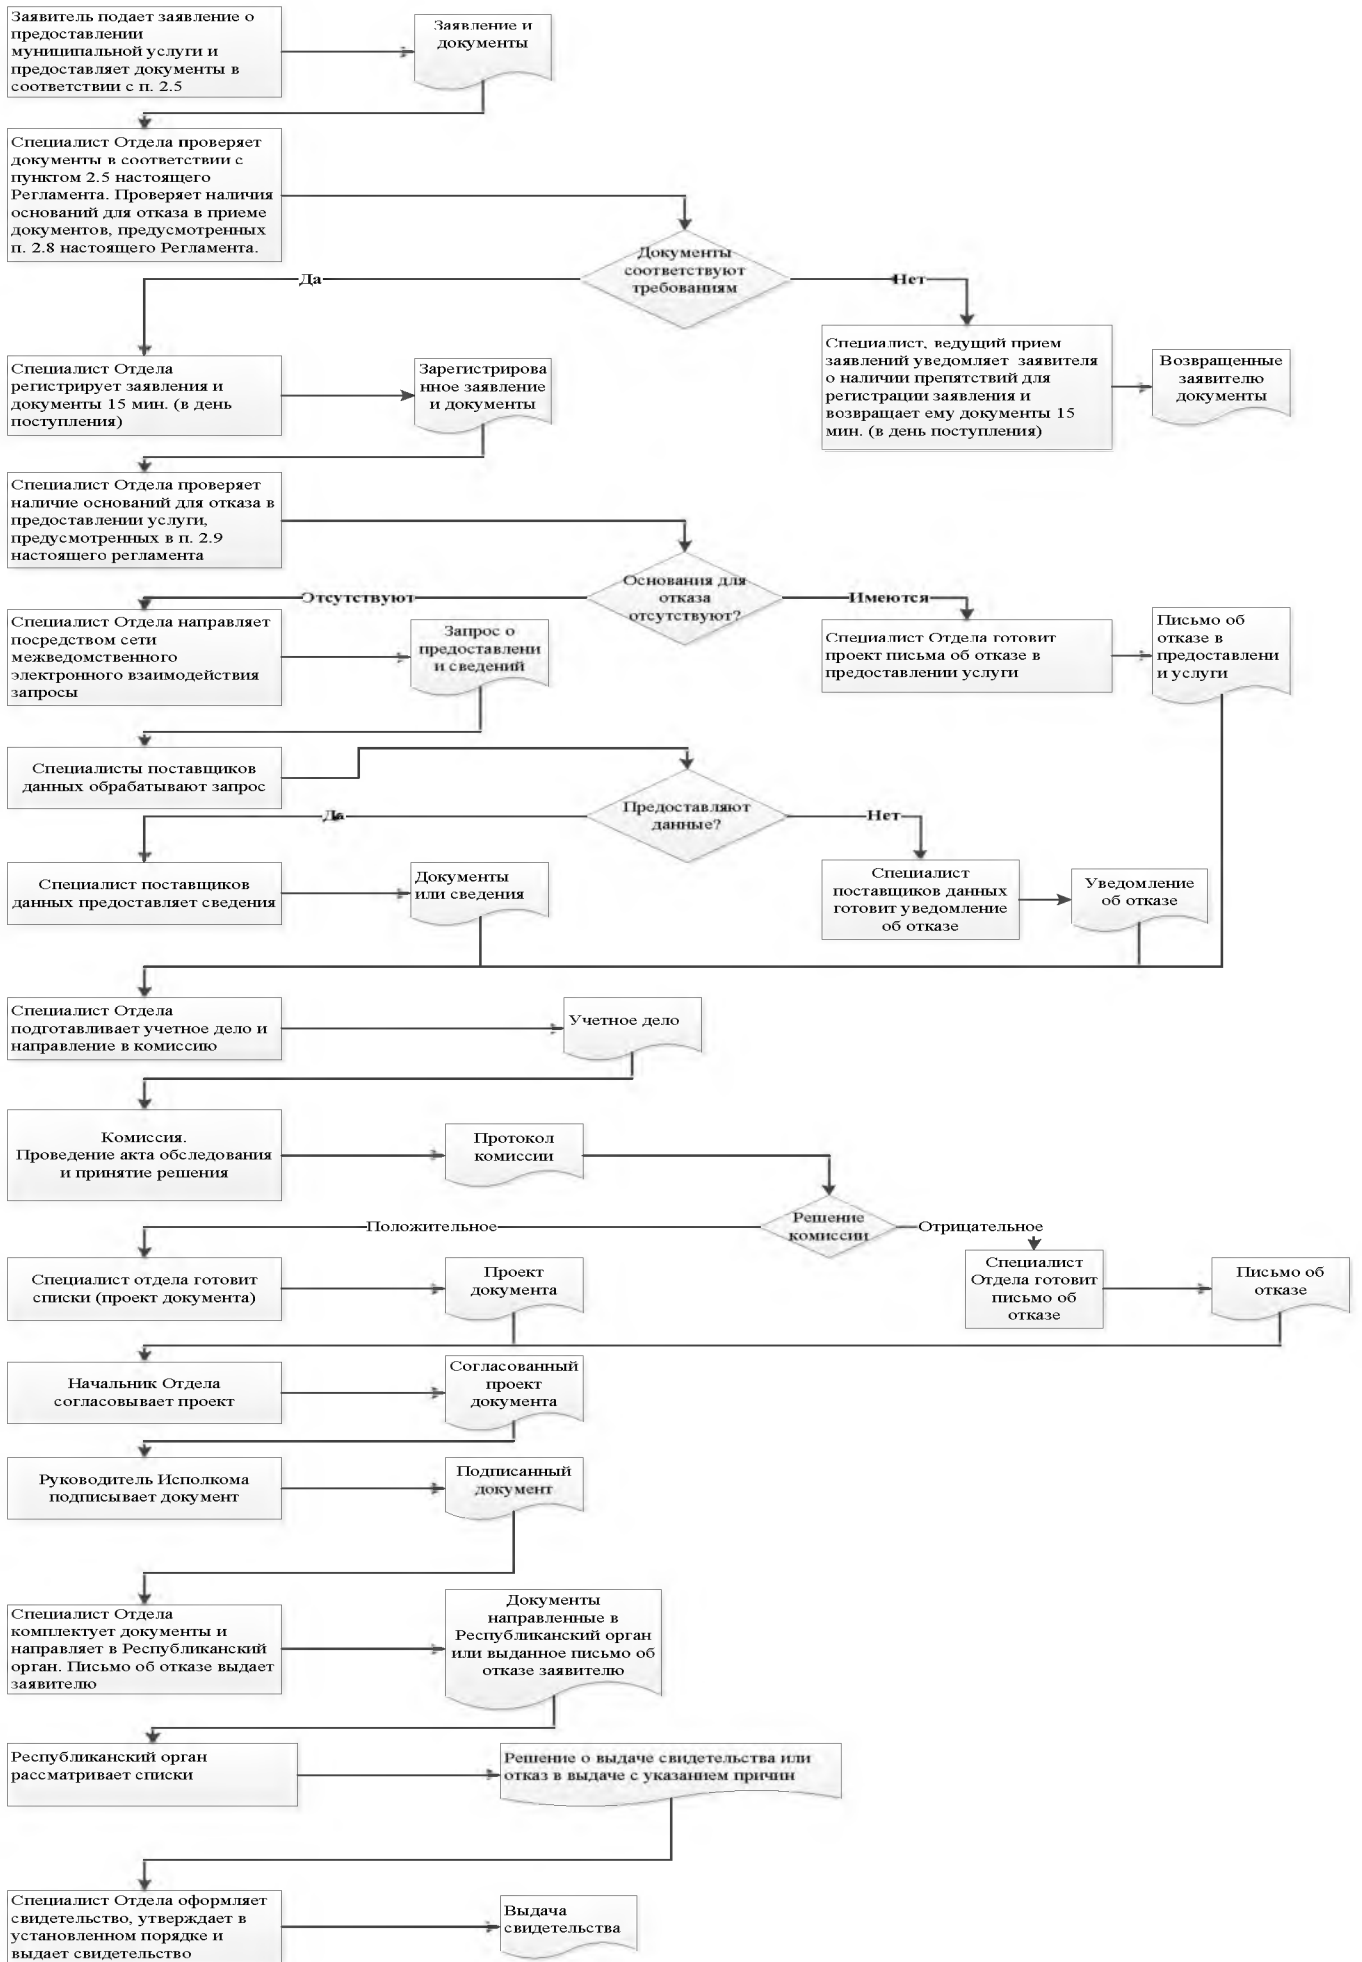 Заявитель подает заявление о
предоставлении
муниципальной услуги и
предоставляет документы в
соответствии с п. 2.5
Заявление и
документы
Специалист Отдела проверяет
документы в соответствии с
пунктом 2.5 настоящего
Регламента. Проверяет наличия
оснований для отказа в приеме
документов, предусмотренных
п. 2.8 настоящего Регламента.
Документы
соответствуют
требованиям
Да
Нет
Специалист Отдела
регистрирует заявления и
документы 15 мин. (в день
поступления)
Зарегистрирова
нное заявление
и документы
Специалист, ведущий прием
заявлений уведомляет заявителя
о наличии препятствий для
регистрации заявления и
возвращает ему документы 15
мин. (в день поступления)
Возвращенные
заявителю
документы
Специалист Отдела проверяет
наличие оснований для отказа в
предоставлении услуги,
предусмотренных в п. 2.9
настоящего регламента
Основания для
отказа
отсутствуют?
Отсутствуют
Имеются
Специалист Отдела направляет
посредством сети
межведомственного
электронного взаимодействия
запросы
Запрос о
предоставлени
и сведений
Специалист Отдела готовит
проект письма об отказе в
предоставлении услуги
Письмо об
отказе в
предоставлени
и услуги
Специалисты поставщиков
данных обрабатывают запрос
Предоставляют
данные?
Да
Нет
Специалист поставщиков
данных предоставляет сведения
Документы
или сведения
Специалист
поставщиков данных
готовит уведомление
об отказе
Уведомление
об отказе
Специалист Отдела
подготавливает учетное дело и
направление в комиссию
Учетное дело
Комиссия.
Проведение акта обследования
и принятие решения
Протокол
комиссии
Решение
комиссии
Положительное
Отрицательное
Специалист отдела готовит
списки (проект документа)
Проект
документа
Специалист
Отдела готовит
письмо об
отказе
Письмо об
отказе
Начальник Отдела
согласовывает проект
Согласованный
проект
документа
Руководитель Исполкома
подписывает документ
Подписанный
документ
Специалист Отдела
комплектует документы и
направляет в Республиканский
орган. Письмо об отказе выдает
заявителю
Документы
направленные в
Республиканский орган
или выданное письмо об
отказе заявителю
Республиканский орган
рассматривает списки
Решение о выдаче свидетельства или
отказ в выдаче с указанием причин
Специалист Отдела оформляет
свидетельство, утверждает в
установленном порядке и
выдает свидетельство
Выдача
свидетельства